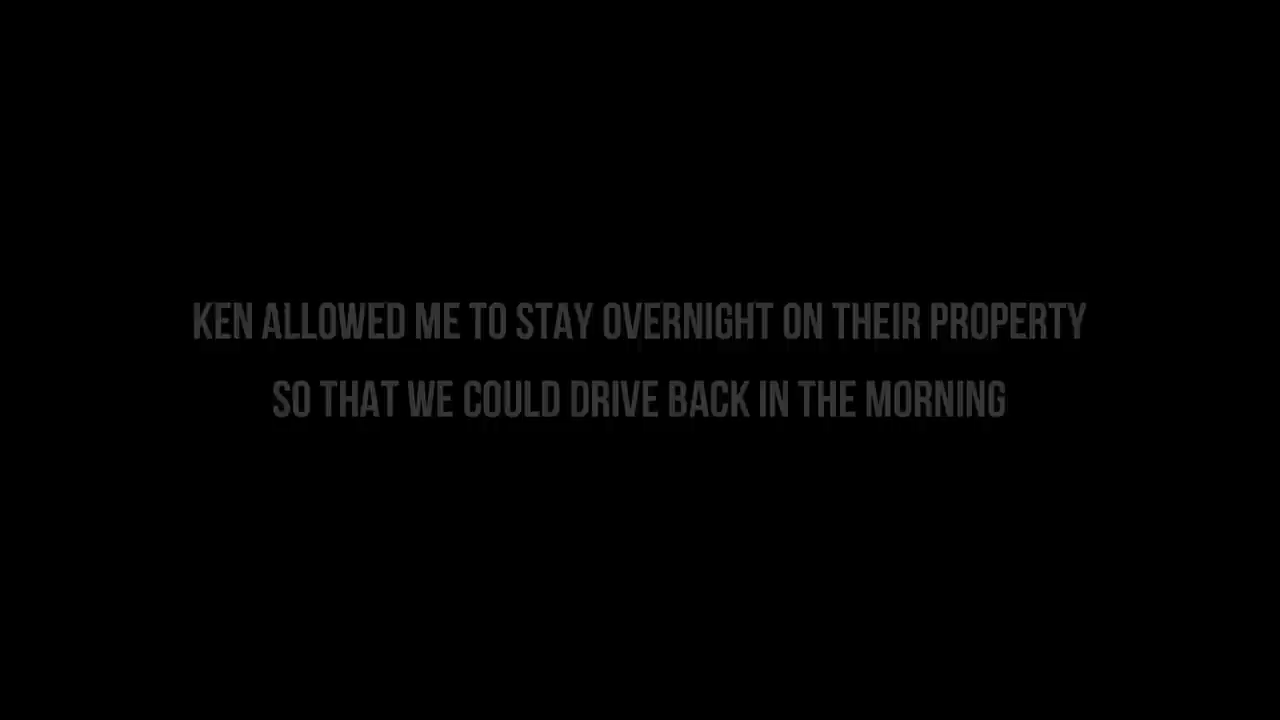 KEN ALLOWED ME TO STAY OVERNIGHT ON THEIR PROPERTY
SO THAT WE COULD DRIVE BACK IN THE MORNING